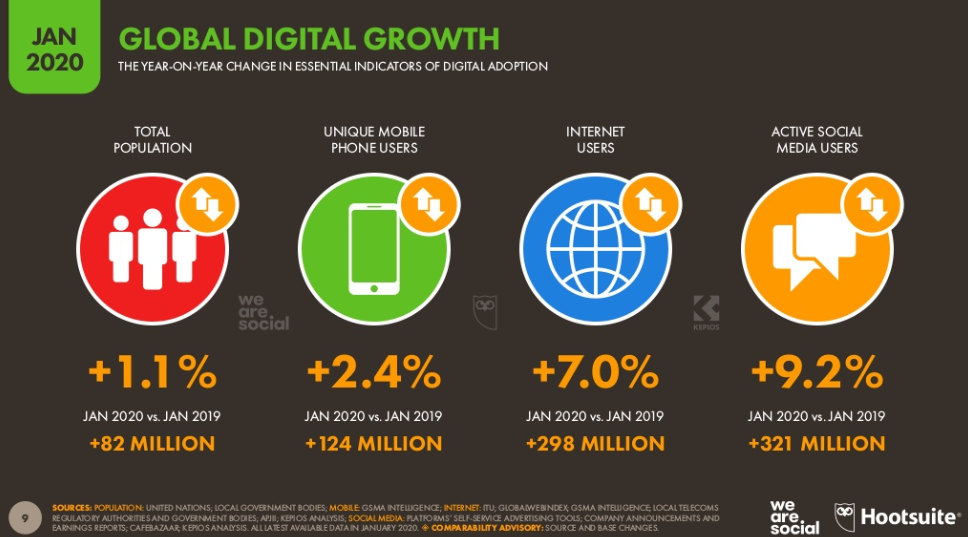 JAN
2020
GLOBAL DIGITAL GROWTH
THE YEAR-ON-YEAR CHANGE IN ESSENTIAL INDICATORS OF DIGITAL ADOPTION
TOTAL
POPULATION
UNIQUE MOBILE
PHONE USERS
INTERNET
USERS
ACTIVE SOCIAL
MEDIA USERS
we
are
social
KEPIOS
+1.1%
+2.4%
+7.0%
+9.2%
JAN 2020 vs. JAN 2019
JAN 2020 vs. JAN 2019
JAN 2020 vs. JAN 2019
JAN 2020 vs. JAN 2019
+82 MILLION
+124 MILLION
+298 MILLION
+321 MILLION
9
SOURCES: POPULATION: UNITED NATIONS; LOCAL GOVERNMENT BODIES; MOBILE: GSMA INTELLIGENCE; INTERNET: ITU; GLOBALWEBINDEX; GSMA INTELLIGENCE; LOCAL TELECOMS
REGULATORY AUTHORITIES AND GOVERNMENT BODIES; APJII; KEPIOS ANALYSIS; SOCIAL MEDIA: PLATFORMS' SELF-SERVICE ADVERTISING TOOLS; COMPANY ANNOUNCEMENTS AND
EARNINGS REPORTS; CAFEBAZAAR; KEPIOS ANALYSIS. ALL LATEST AVAILABLE DATA IN JANUARY 2020. ◈ COMPARABILITY ADVISORY: SOURCE AND BASE CHANGES.
we
are
social
Hootsuite®